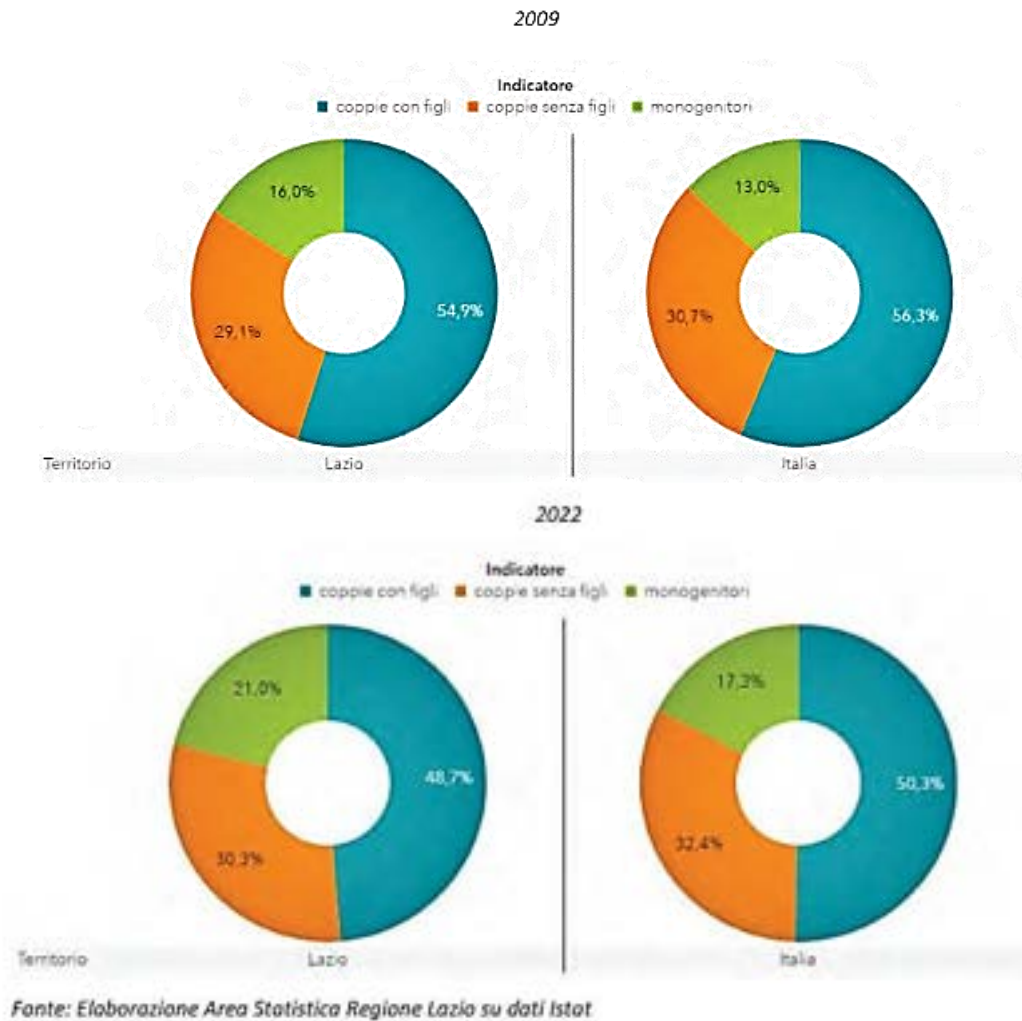 2009
Indicatore
coppie con figli coppie senza figli monogenitori
16,0%
13,0%
54,9%
56,3%
29,1%
30,7%
Territorio Lazio Italia
2022
Indicatore
coppie con figli coppie senza figli monogenitori
21,0%
17,3%
48,7%
50,3%
30,3%
32,4%
Territorio Lazio Italia
Fonte: Elaborazione Area Statistica Regione Lazio su dati Istat